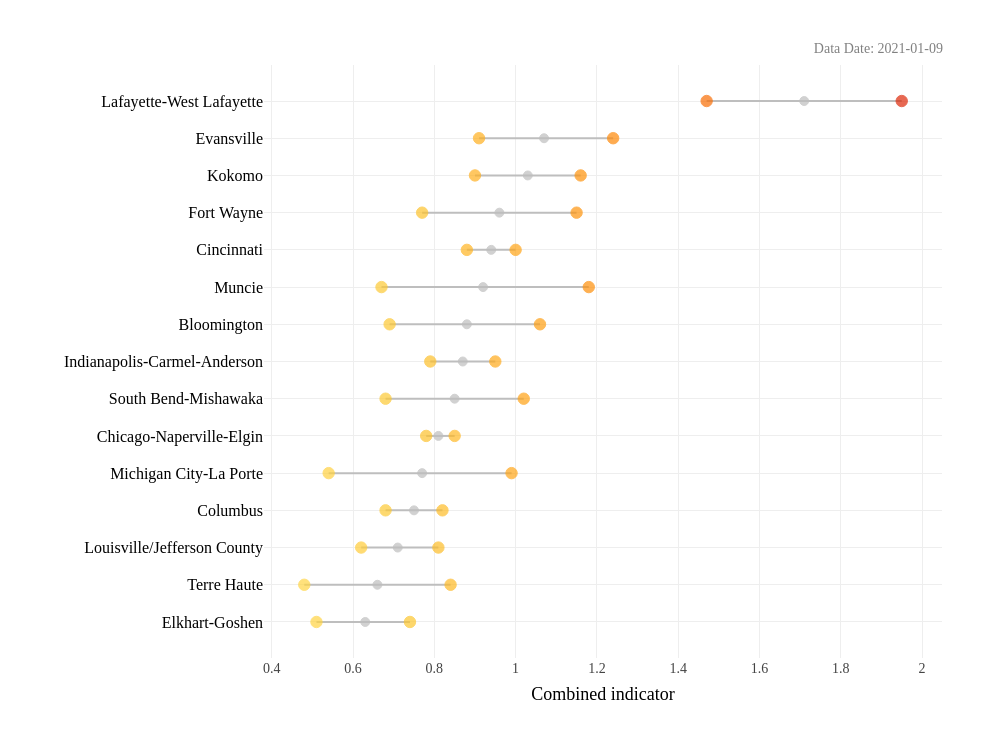 Data Date: 2021-01-09
Lafayette-West Lafayette
Evansville
Kokomo
Fort Wayne
Cincinnati
Muncie
Bloomington
Indianapolis-Carmel-Anderson
South Bend-Mishawaka
Chicago-Naperville-Elgin
Michigan City-La Porte
Columbus
Louisville/Jefferson County
Terre Haute
Elkhart-Goshen
0.4 0.6 0.8 1 1.2 1.4 1.6 1.8 2
Combined indicator